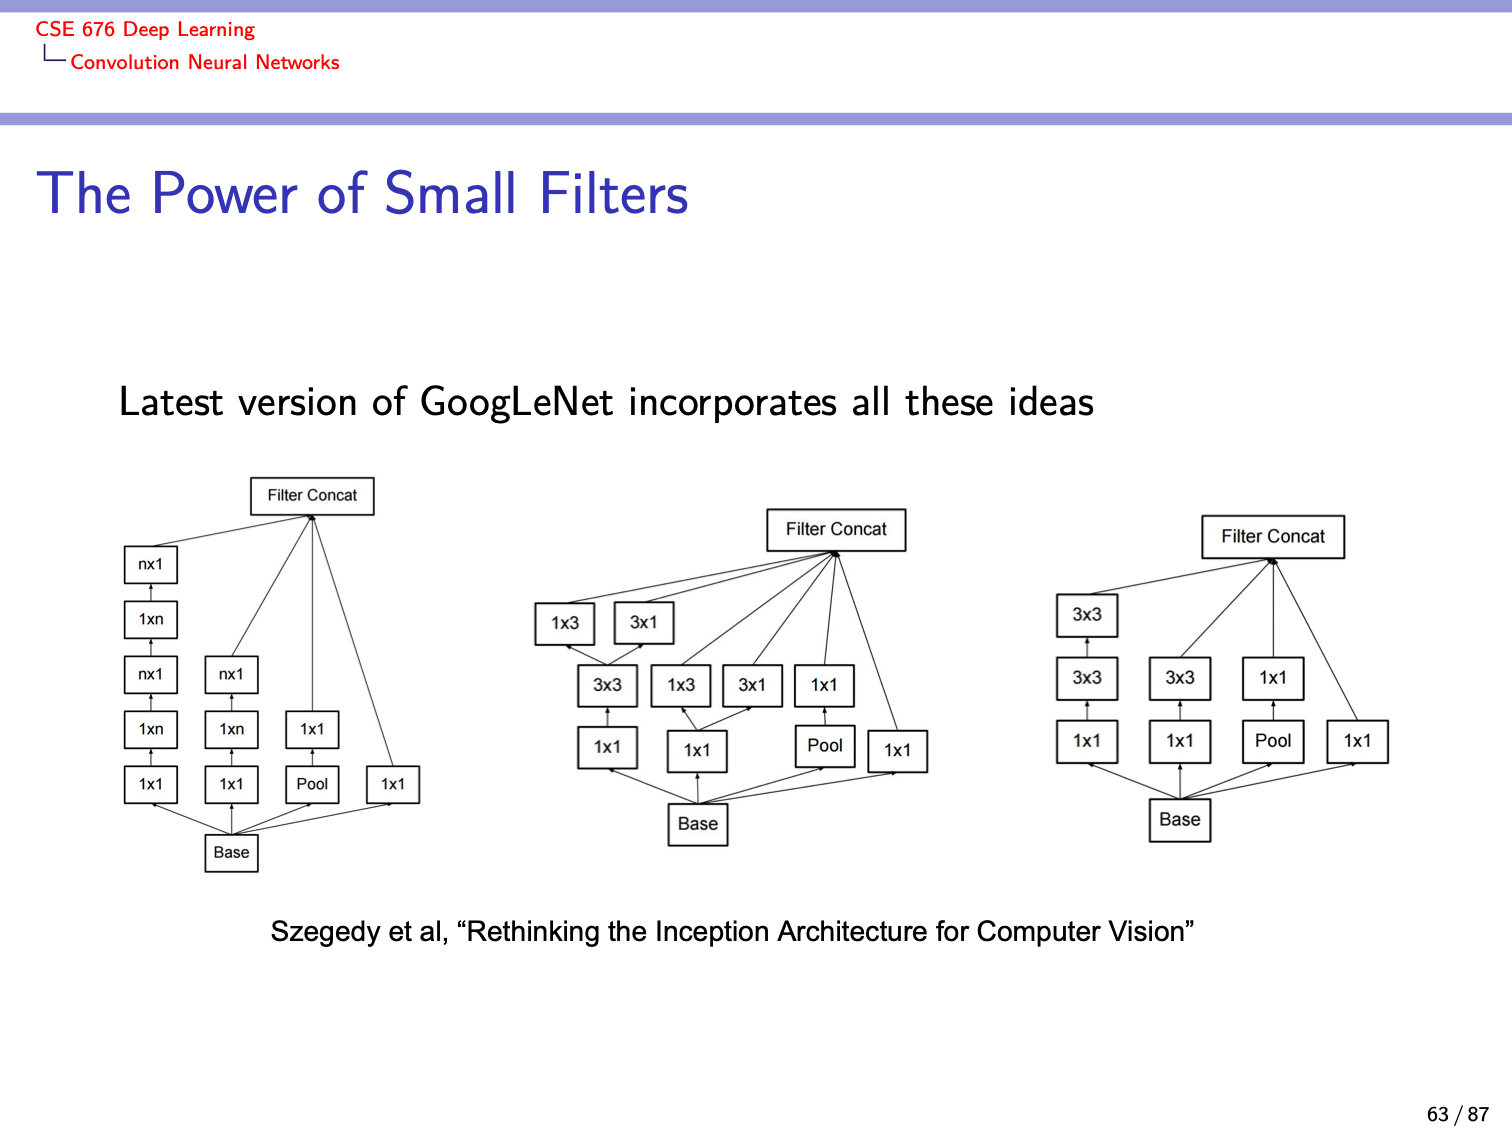 CSE 676 Deep Learning
Convolution Neural Networks
The Power of Small Filters
Latest version of GoogLeNet incorporates all these ideas
Filter Concat
nx1
1xn
nx1 nx1
1xn 1xn 1x1
1x1 1x1 Pool 1x1
Base
Filter Concat
1x3 3x1
3x3 1x3 3x1 1x1
1x1 1x1 Pool 1x1
Base
Filter Concat
3x3
3x3 3x3 1x1
1x1 1x1 Pool 1x1
Base
Szegedy et al, “Rethinking the Inception Architecture for Computer Vision”
63 / 87